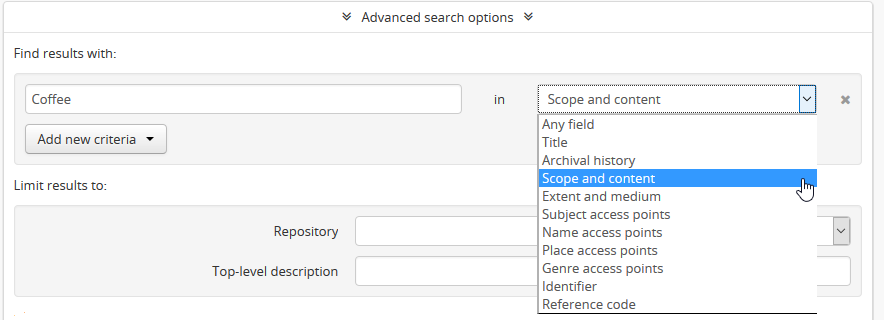 Advanced search options
Find results with:
Coffee in Scope and content
Any field
Title
Add new criteria
Archival history
Scope and content
Limit results to:
Extent and medium
Subject access points
Repository
Name access points
Place access points
Top-level description
Genre access points
Identifier
Reference code